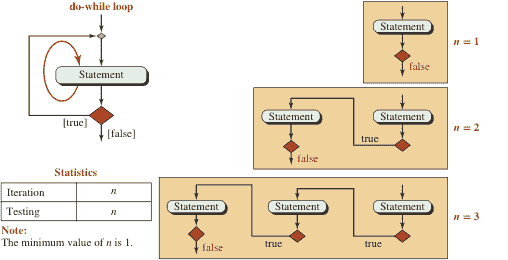 do-while loop
Statement
[true]
[false]
Statistics
Iteration n
Testing n
Note:
The minimum value of n is 1.
Statement
false
n = 1
Statement Statement
true
false
n = 2
Statement Statement Statement
true true
false
n = 3